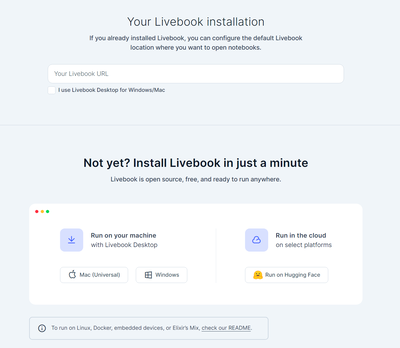 Your Livebook installation
If you already installed Livebook, you can configure the default Livebook
location where you want to open notebooks.
Your Livebook URL
I use Livebook Desktop for Windows/Mac
Not yet? Install Livebook in just a minute
Livebook is open source, free, and ready to run anywhere.
Run on your machine
with Livebook Desktop
Mac (Universal)
Windows
Run in the cloud
on select platforms
Run on Hugging Face
To run on Linux, Docker, embedded devices, or Elixir's Mix, check our README.